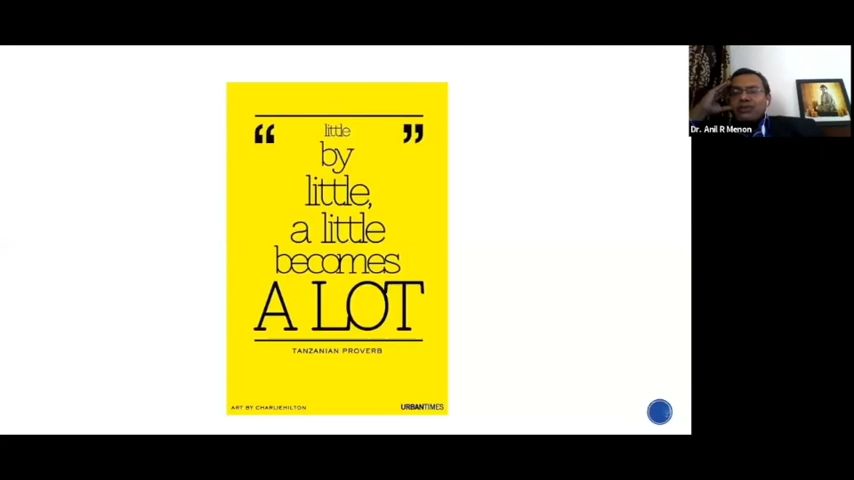 “ little ”
by
little,
a little
becomes
A LOT
TANZANIAN PROVERB
ART BY CHARLIEHILTON
URBANTIMES
Dr. Anil R Menon